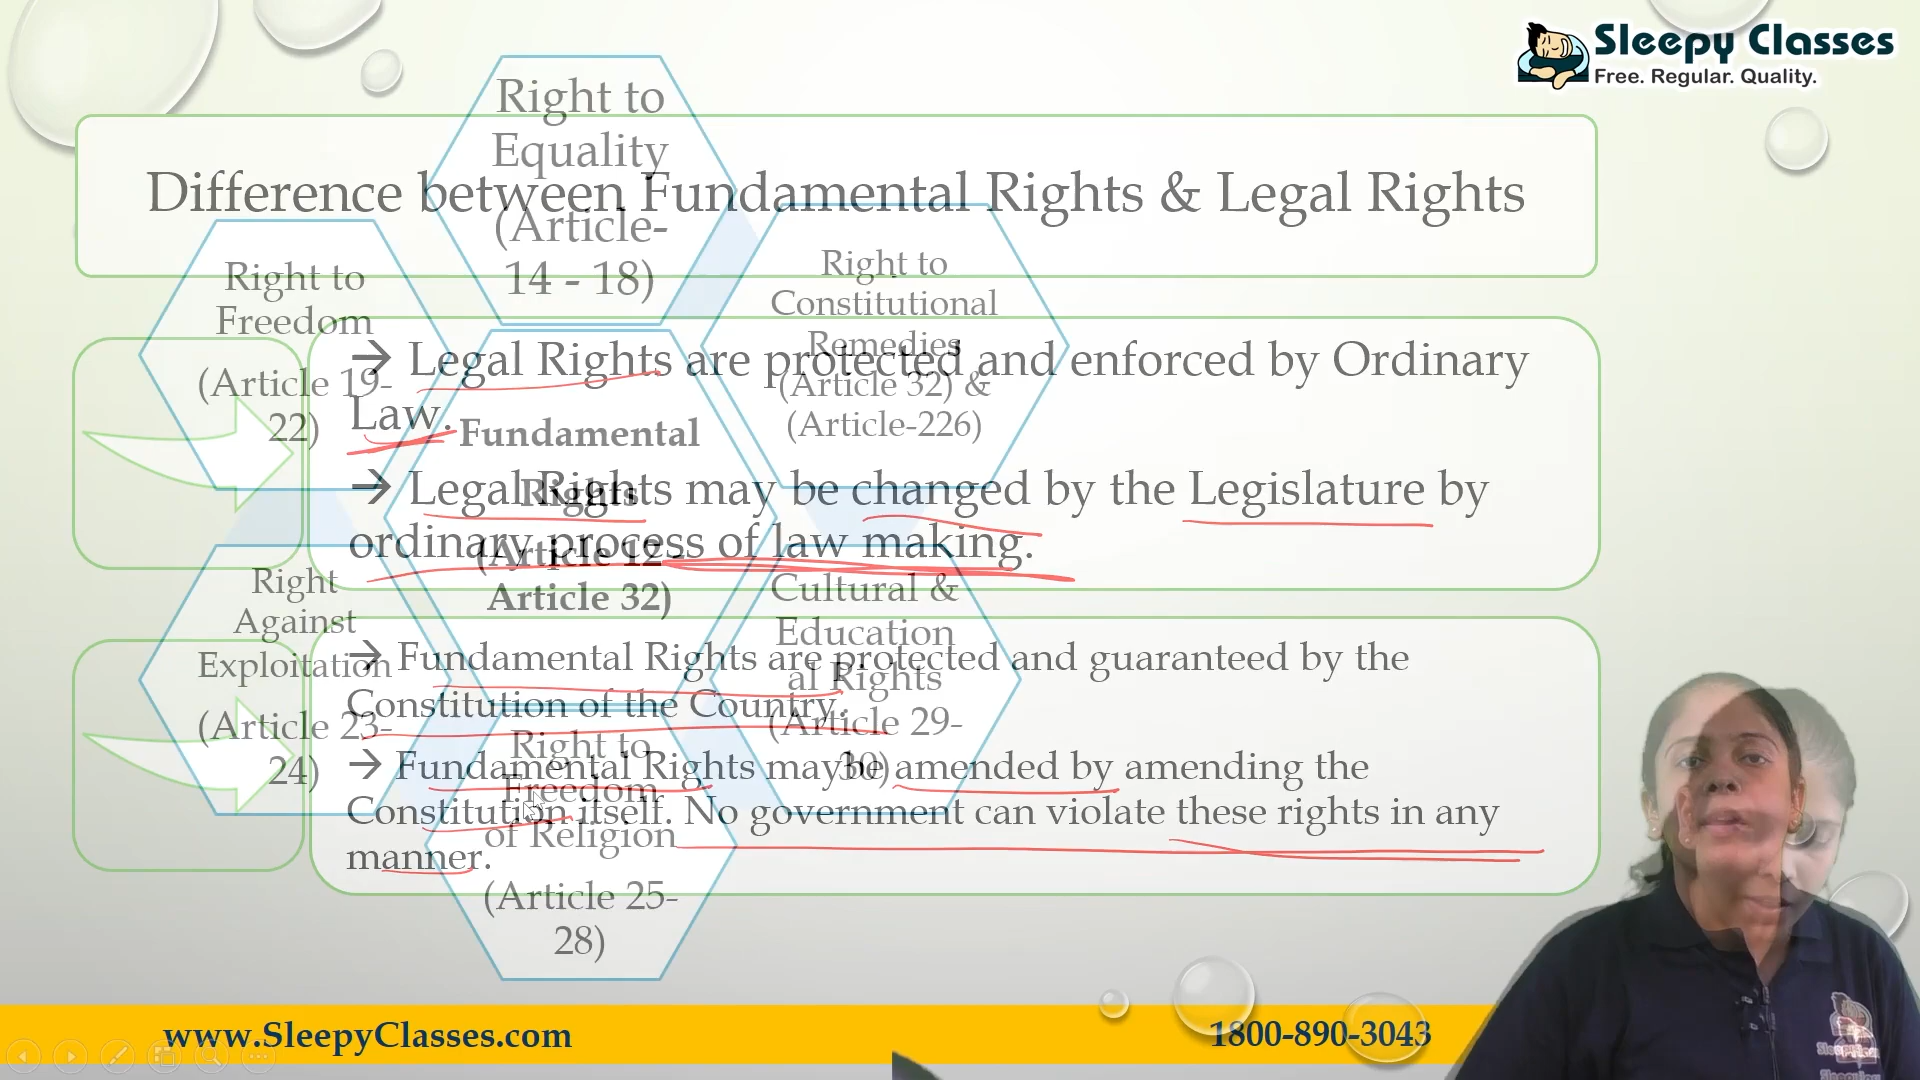 Sleepy Classes
Free. Regular. Quality.
Difference between Fundamental Rights & Legal Rights
→ Legal Rights are protected and enforced by Ordinary
Law.
→ Legal Rights may be changed by the Legislature by
ordinary process of law making.
→ Fundamental Rights are protected and guaranteed by the
Constitution of the Country.
→ Fundamental Rights may be amended by amending the
Constitution itself. No government can violate these rights in any
manner.
Right to
Equality
(Article-
14 - 18)
Right to
Constitutional
Remedies
(Article 32) &
(Article-226)
Cultural &
Education
al Rights
(Article 29-
30)
Right to
Freedom
of Religion
(Article 25-
28)
Right
Against
Exploitation
(Article 23-
24)
Right to
Freedom
(Article 19-
22)
Fundamental
Rights
(Article 12 -
Article 32)
www.SleepyClasses.com
1800-890-3043